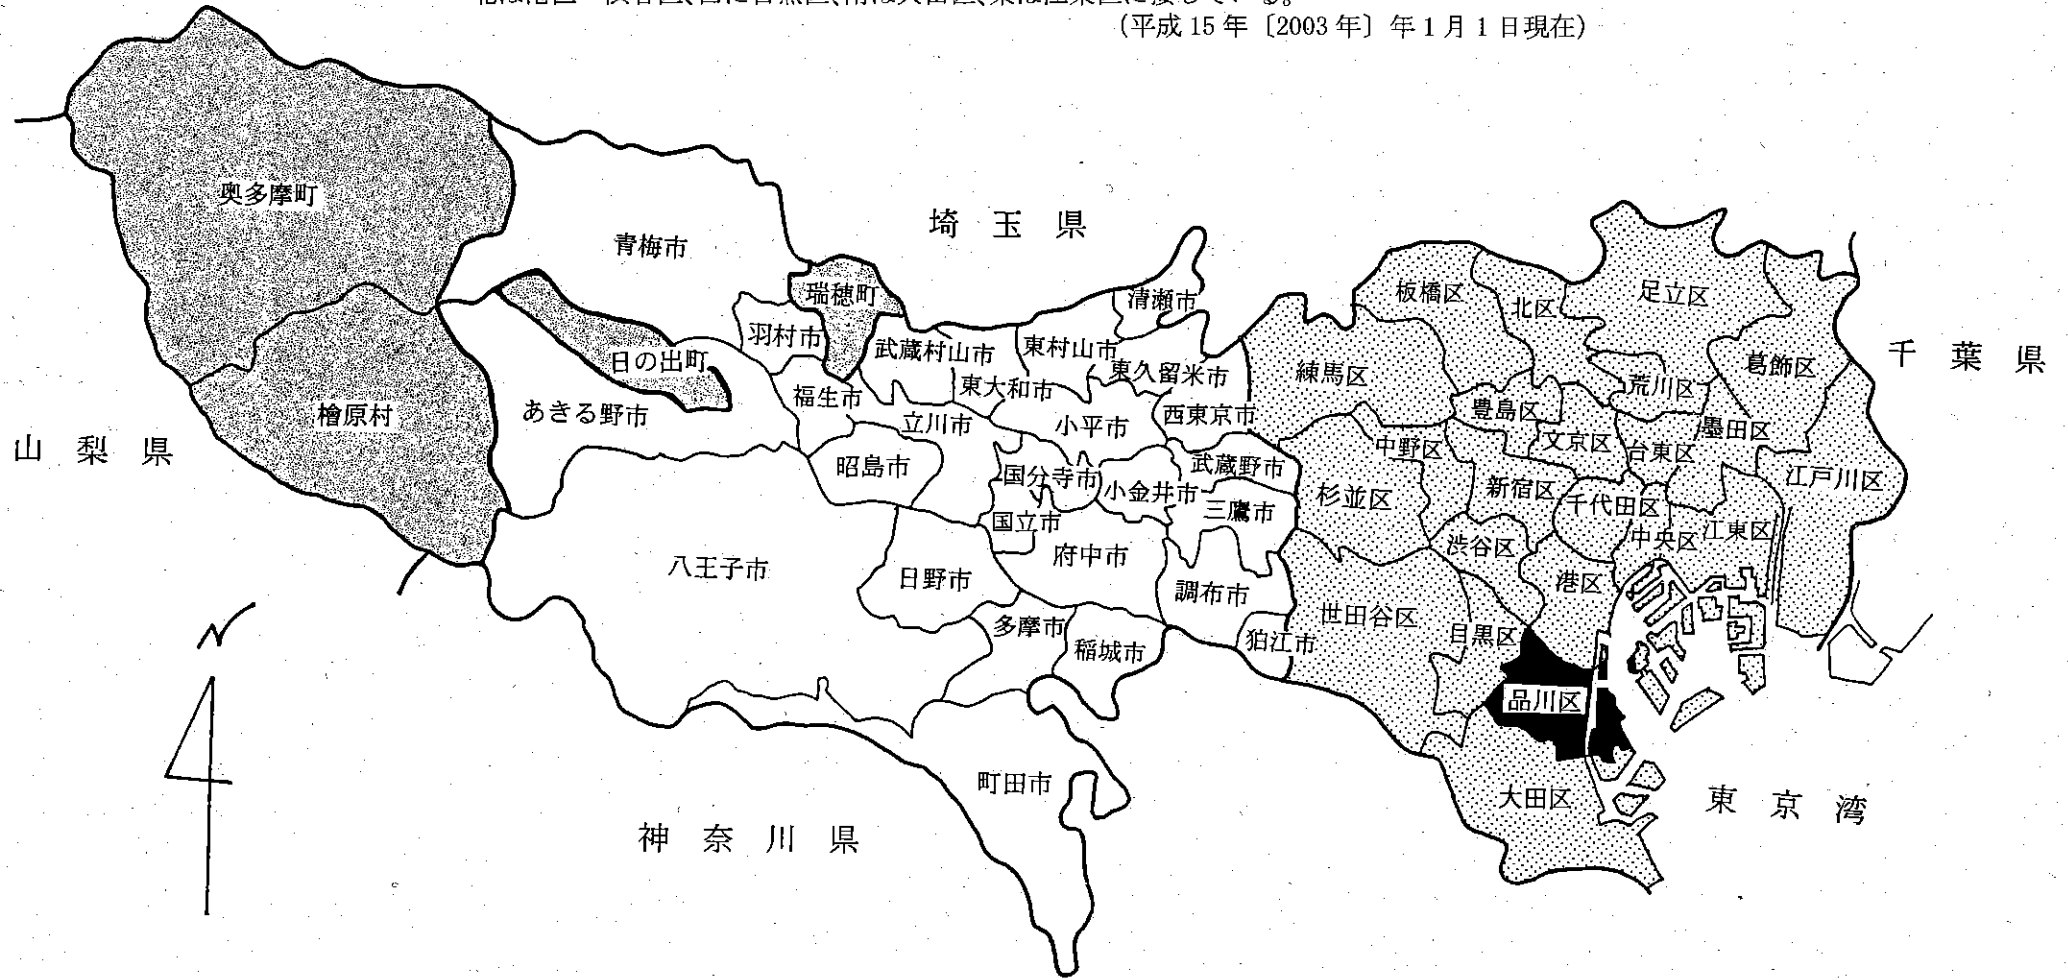 (平成15年〔2003年〕年1月1日現在)
奥多摩町
青梅市
埼玉県
瑞穂町
清瀬市
板橋区
北区
足立区
羽村市
武蔵村山市
東村山市
千葉県
日の出町
東久留米市
練馬区
荒川区
葛飾区
檜原村
あきる野市
福生市
東大和市
豊島区
山梨県
立川市
小平市
西東京市
中野区
文京区
台東区
墨田区
昭島市
国分寺市
小金井市
武蔵野市
杉並区
新宿区
千代田区
江戸川区
国立市
三鷹市
渋谷区
中央区
江東区
八王子市
日野市
府中市
調布市
世田谷区
港区
多摩市
稲城市
狛江市
目黒区
品川区
町田市
大田区
東京湾
神奈川県
N